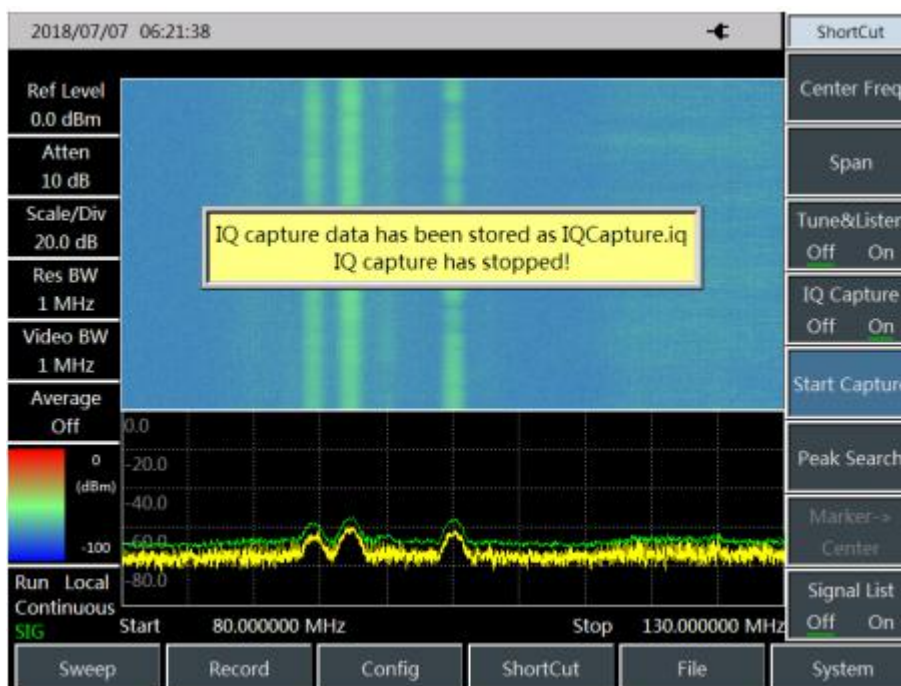 2018/07/07 06:21:38
ShortCut
Ref Level
0.0 dBm
Atten
10 dB
Scale/Div
20.0 dB
Res BW
1 MHz
Video BW
1 MHz
Average
Off
0
(dBm)
-100
Run Local
Continuous
SIG
IQ capture data has been stored as IQCapture.iq
IQ capture has stopped!
0.0
-20.0
-40.0
-60.0
-80.0
Start 80.000000 MHz Stop 130.000000 MHz
Center Freq
Span
Tune&Listen
Off On
IQ Capture
Off On
Start Capture
Peak Search
Marker->
Center
Signal List
Off On
Sweep Record Config ShortCut File System